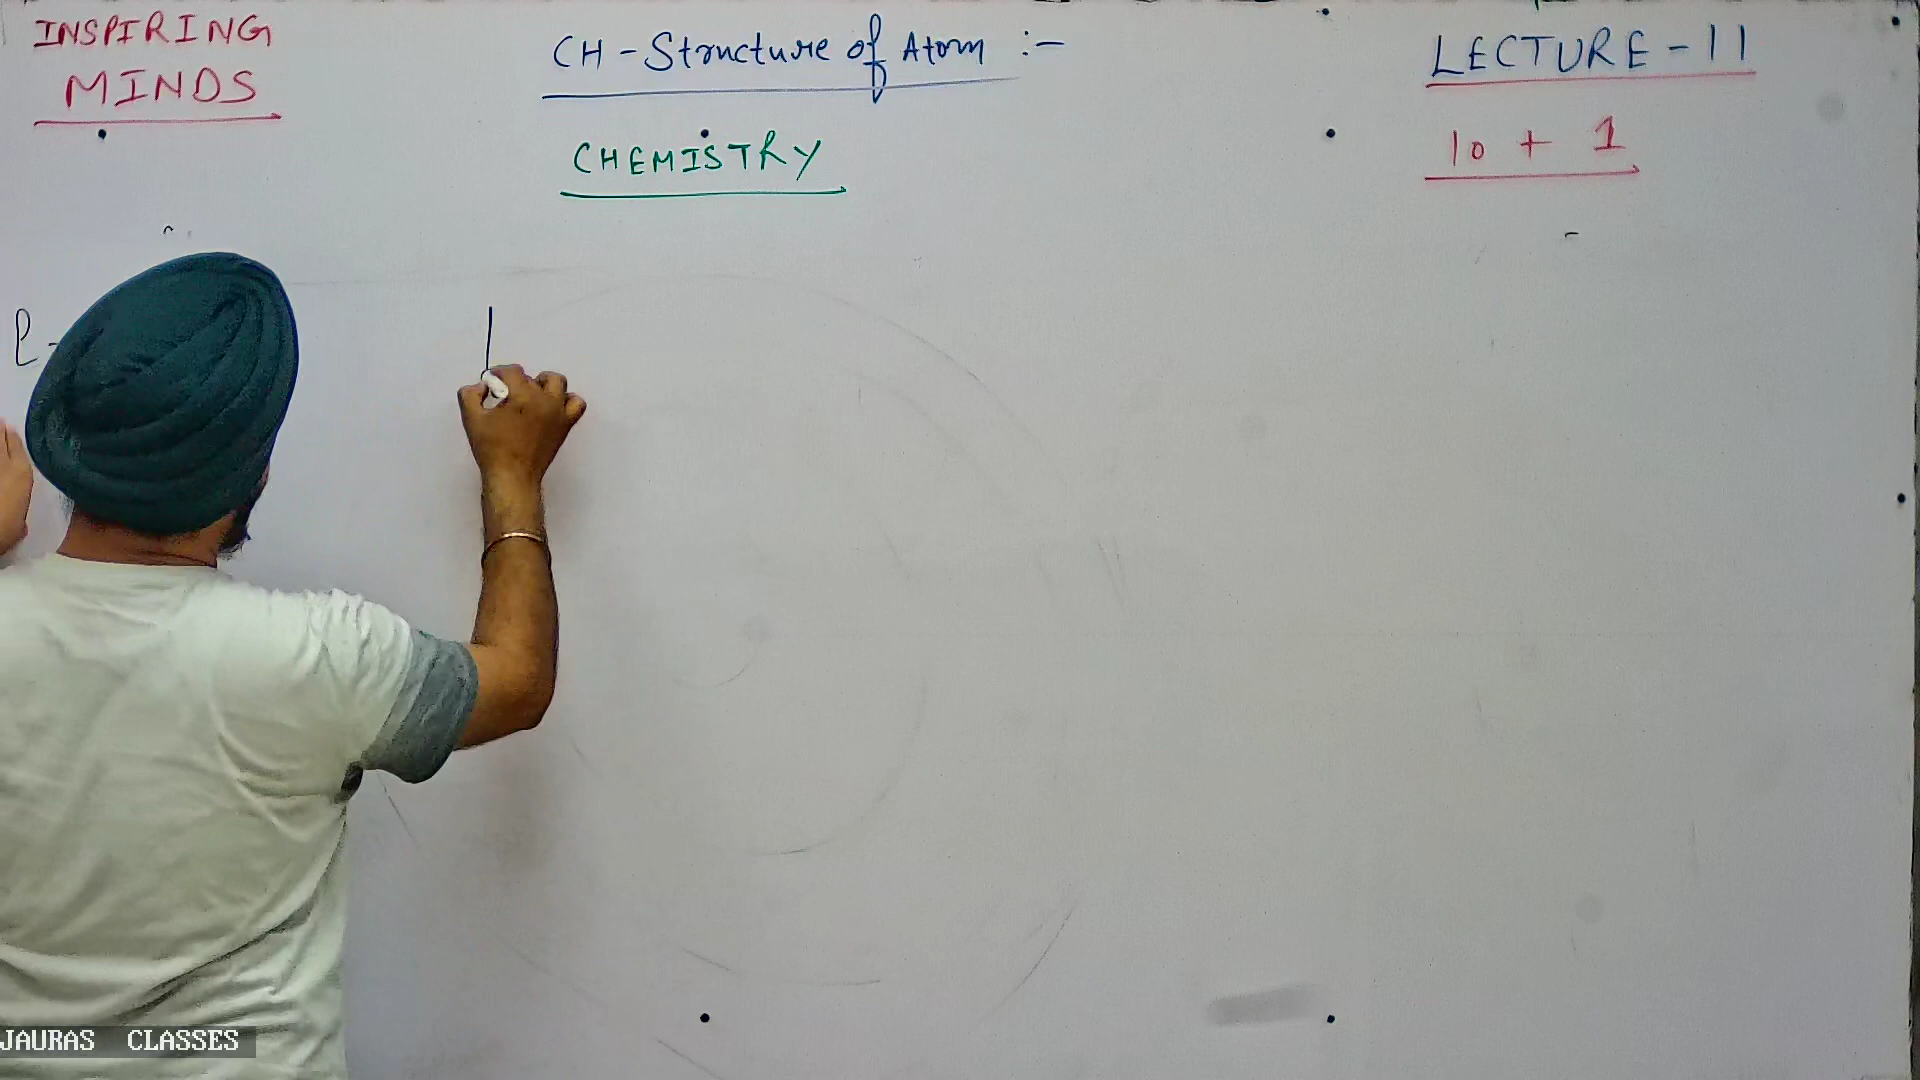 INSPIRING
MINDS
CH - Structure of Atom :-
CHEMISTRY
LECTURE - 11
10 + 1
JAURAS CLASSES